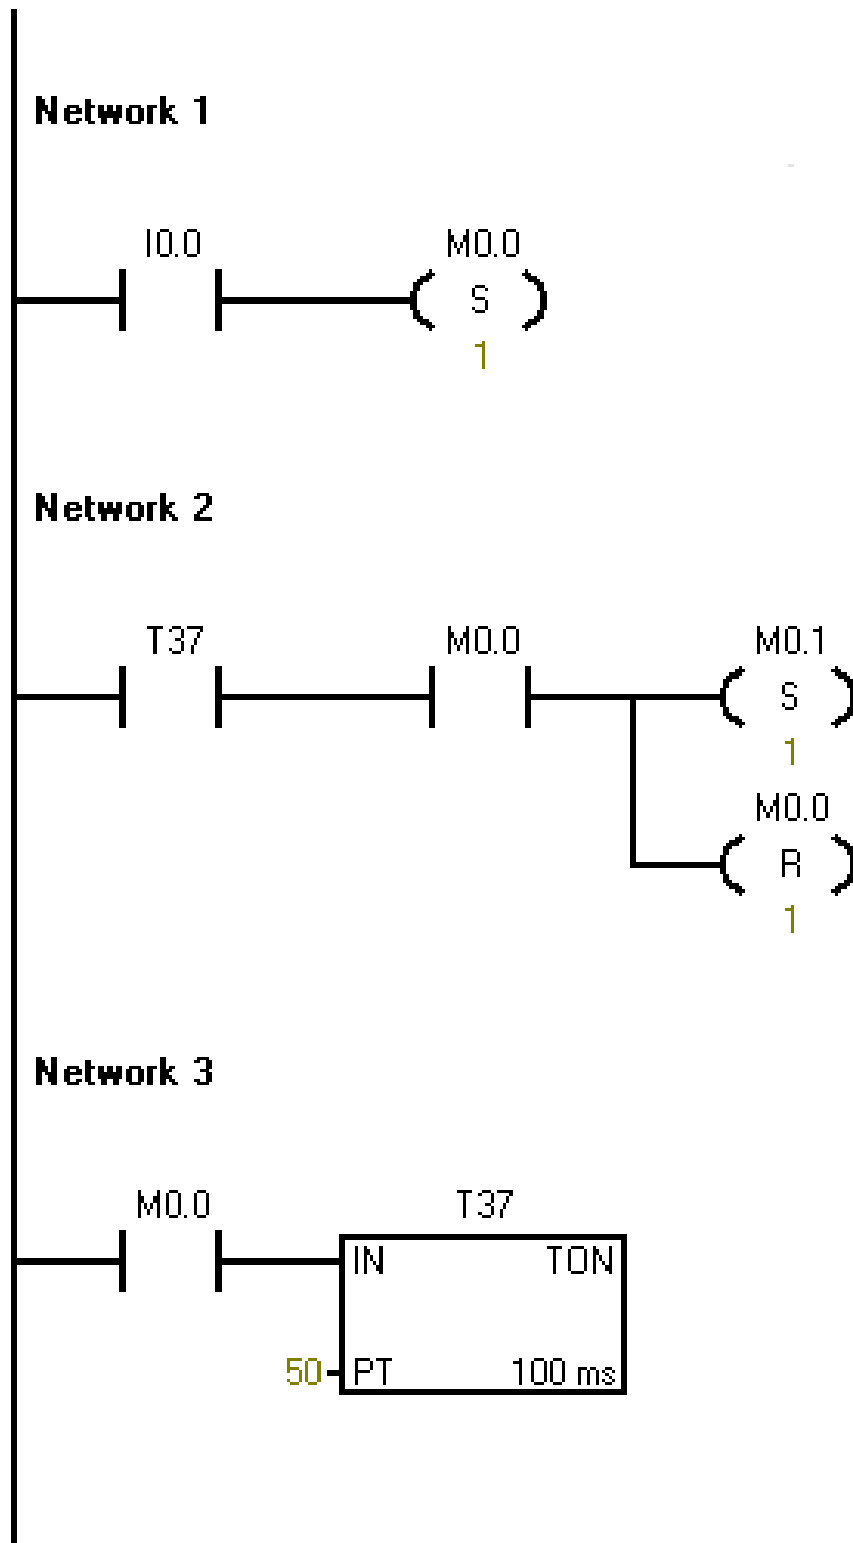 Network 1
I0.0 M0.0
S
1
Network 2
T37 M0.0 M0.1
S
1
M0.0
R
1
Network 3
M0.0 T37
IN TON
50 PT 100 ms